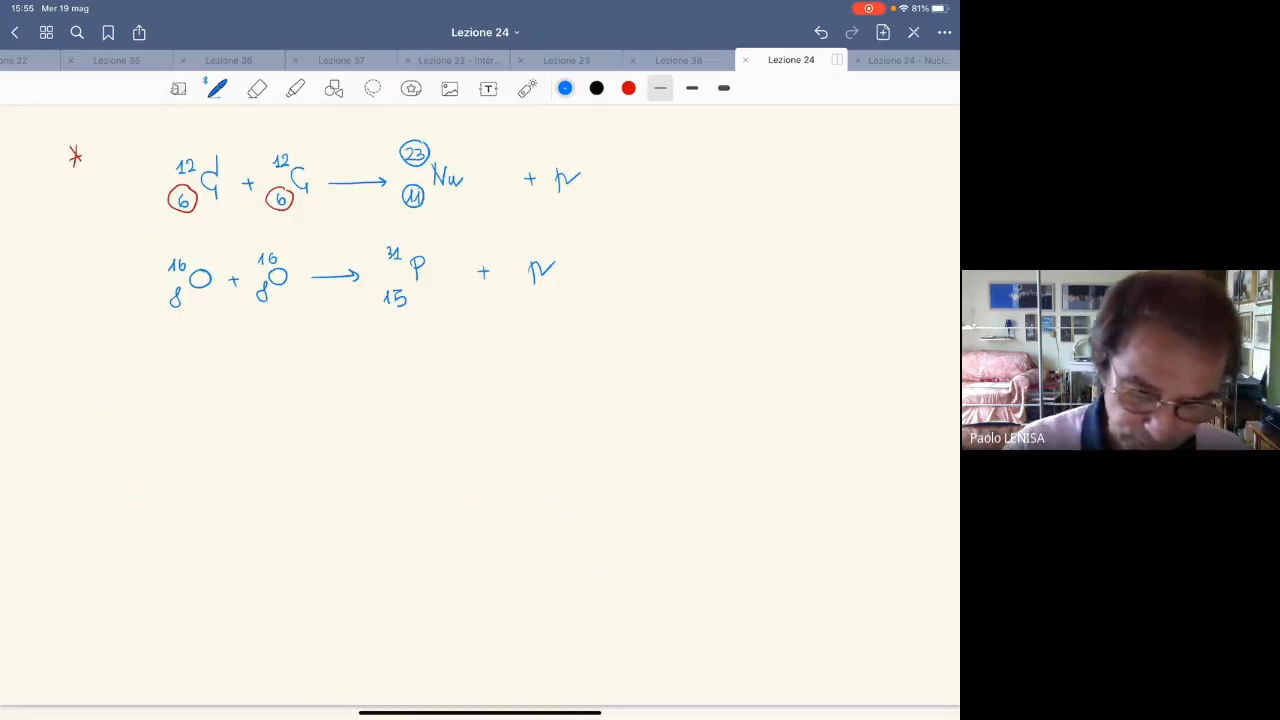 15:55 Mer 19 mag
81%
Lezione 24
one 22
Lezione 35
Lezione 36
Lezione 37
Lezione 23 - Inter...
Lezione 23
Lezione 38
Lezione 24
Lezione 24 - Nucl...
T
12 6 C + 12 6 C → 23 11 Na + p
16 8 O + 16 8 O → 31 15 P + p
Paolo LENISA